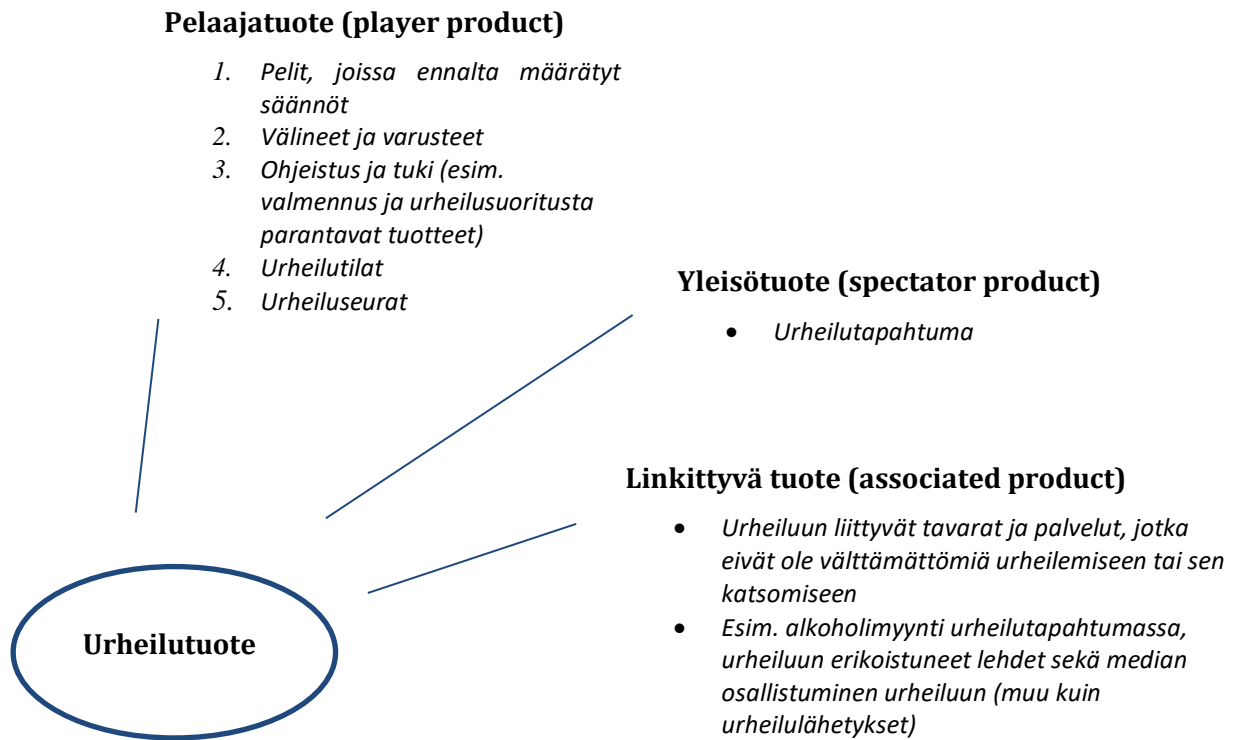 Pelaajatuote (player product)
1. Pelit, joissa ennalta määrätyt
säännöt
2. Välineet ja varusteet
3. Ohjeistus ja tuki (esim.
valmennus ja urheilusuoritusta
parantavat tuotteet)
4. Urheilutilat
5. Urheiluseurat
Yleisötuote (spectator product)
• Urheilutapahtuma
Linkittyvä tuote (associated product)
• Urheiluun liittyvät tavarat ja palvelut, jotka
eivät ole välttämättömiä urheilemiseen tai sen
katsomiseen
• Esim. alkoholimyynti urheilutapahtumassa,
urheiluun erikoistuneet lehdet sekä median
osallistuminen urheiluun (muu kuin
urheilulähetykset)
Urheilutuote